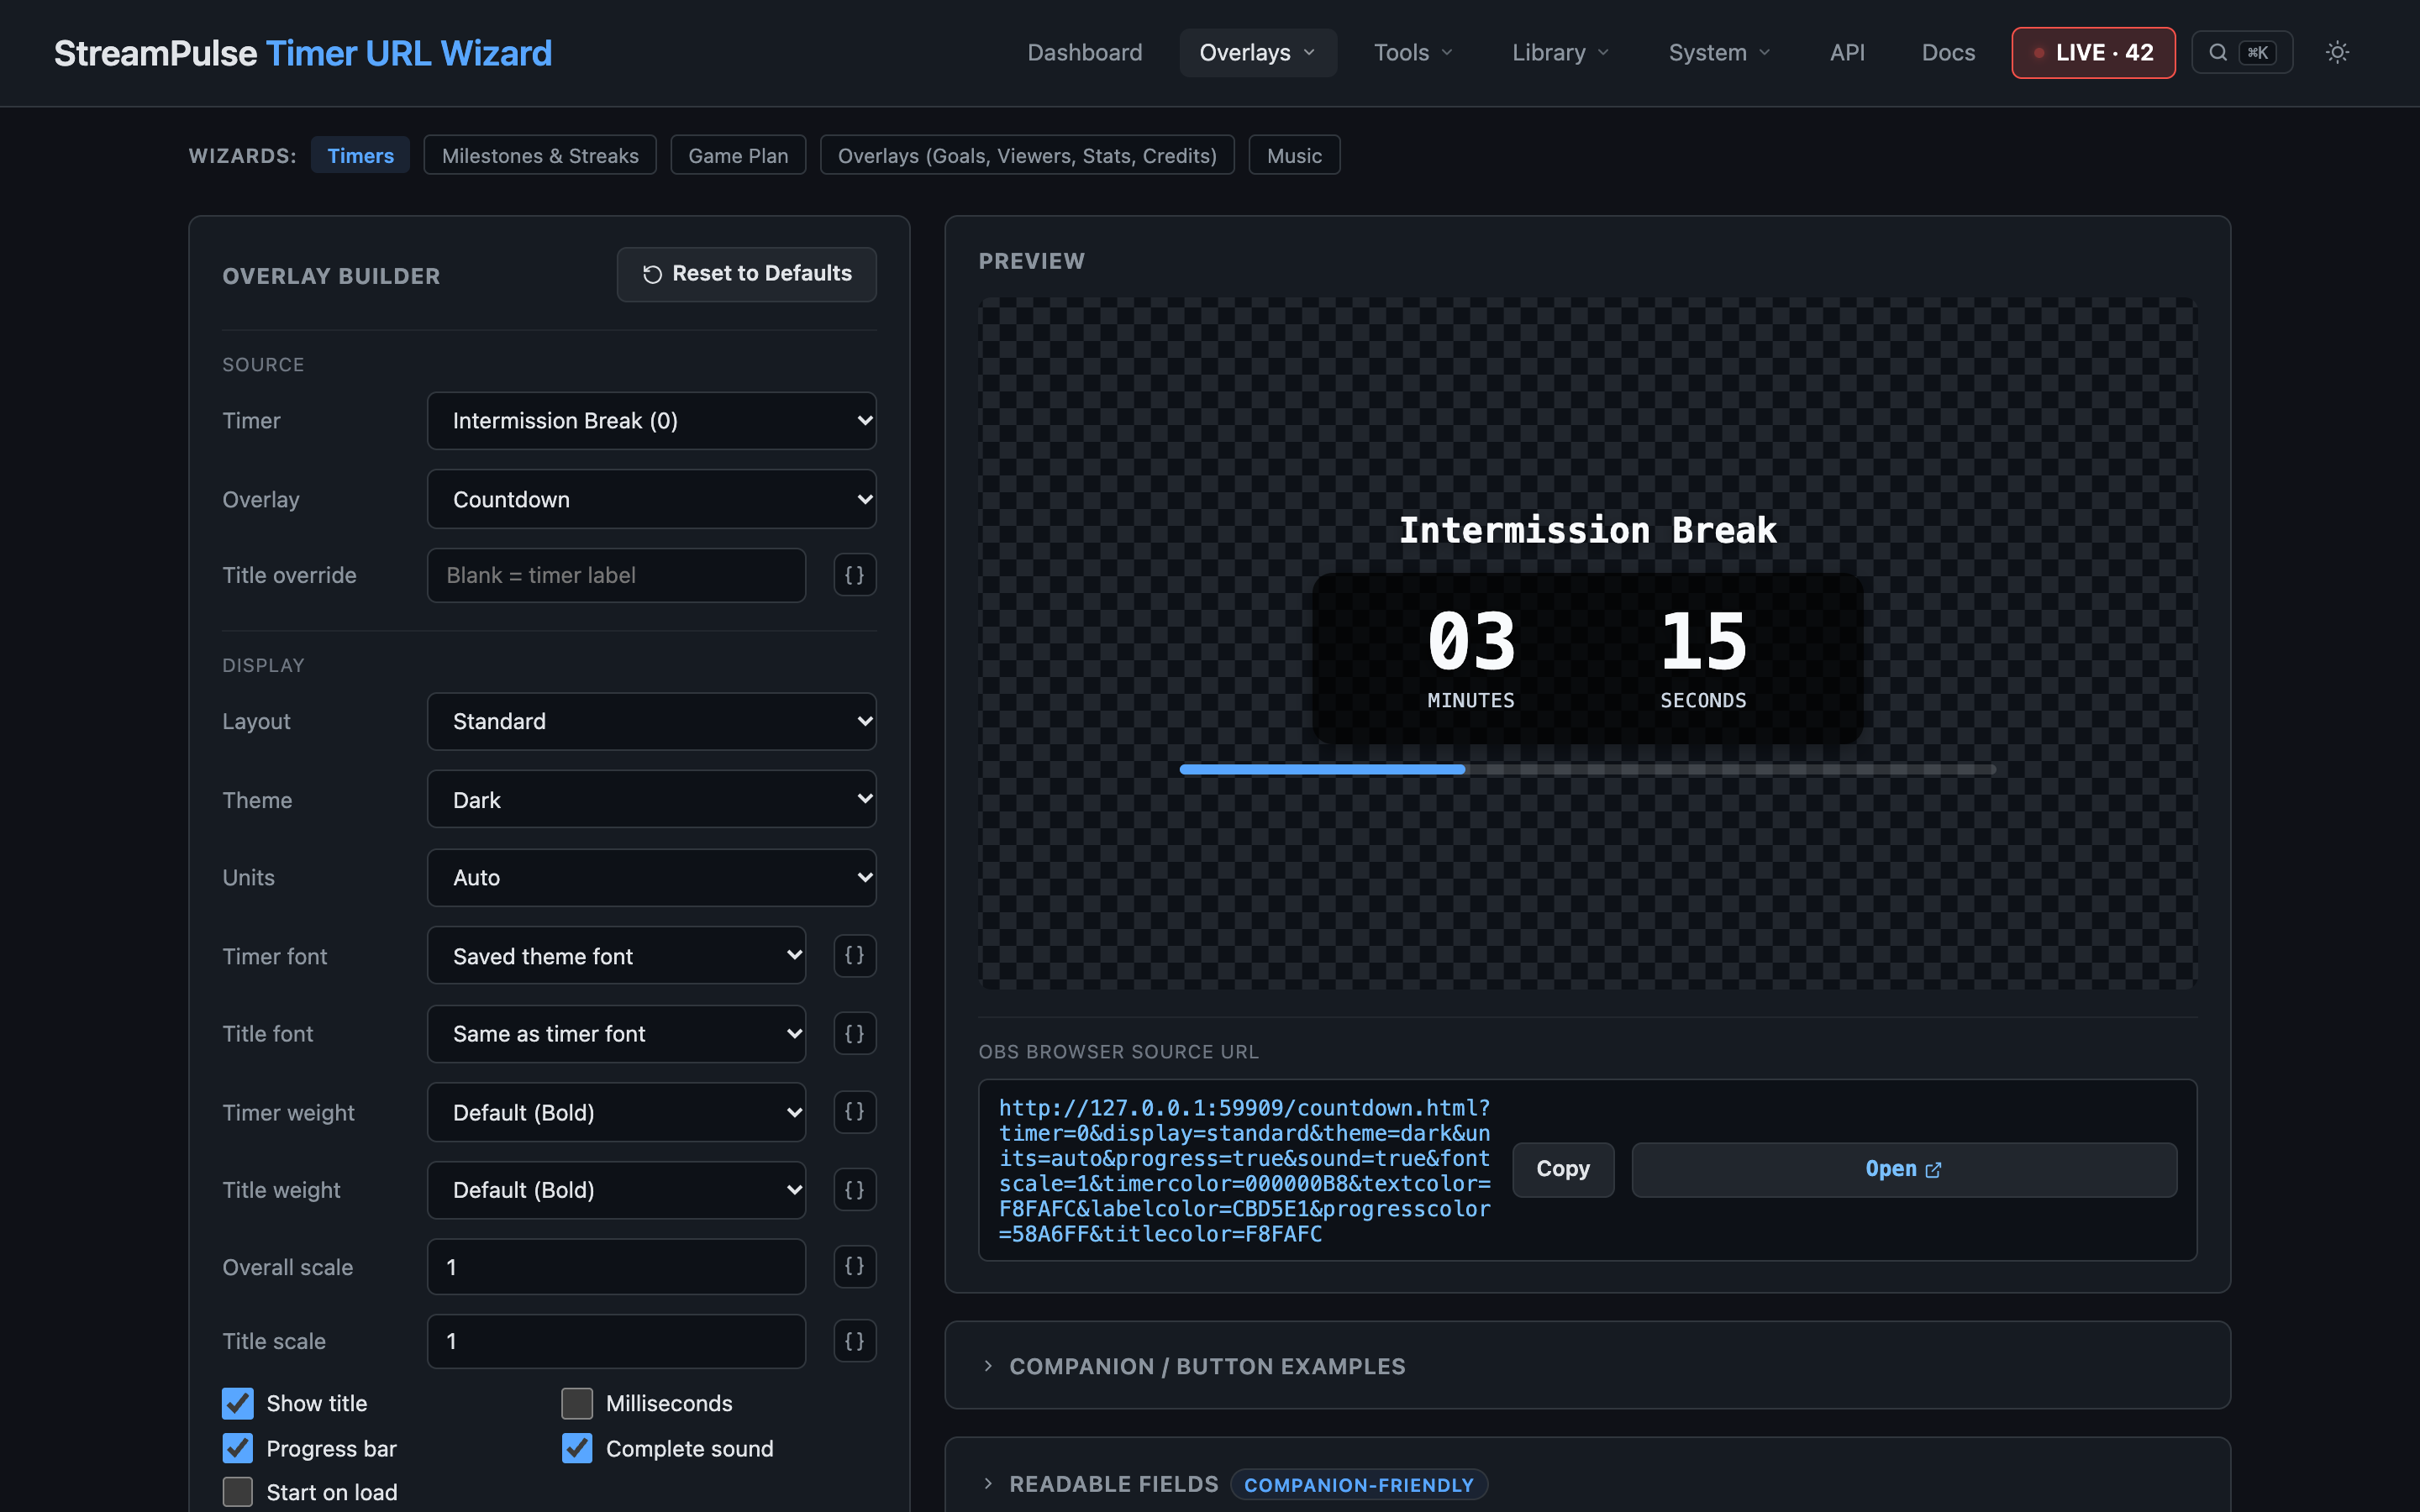 StreamPulse Timer URL Wizard
Dashboard
Overlays
Tools
Library
System
API
Docs
LIVE · 42
⌘K
WIZARDS:
Timers
Milestones & Streaks
Game Plan
Overlays (Goals, Viewers, Stats, Credits)
Music
OVERLAY BUILDER
Reset to Defaults
SOURCE
Timer
Intermission Break (0)
Overlay
Countdown
Title override
Blank = timer label
{}
DISPLAY
Layout
Standard
Theme
Dark
Units
Auto
Timer font
Saved theme font
{}
Title font
Same as timer font
{}
Timer weight
Default (Bold)
{}
Title weight
Default (Bold)
{}
Overall scale
1
{}
Title scale
1
{}
Show title
Milliseconds
Progress bar
Complete sound
Start on load
PREVIEW
Intermission Break
03
15
MINUTES
SECONDS
OBS BROWSER SOURCE URL
http://127.0.0.1:59909/countdown.html?
timer=0&display=standard&theme=dark&un
its=auto&progress=true&sound=true&font
scale=1&timercolor=000000B8&textcolor=
F8FAFC&labelcolor=CBD5E1&progresscolor
=58A6FF&titlecolor=F8FAFC
Copy
Open
COMPANION / BUTTON EXAMPLES
READABLE FIELDS
COMPANION-FRIENDLY